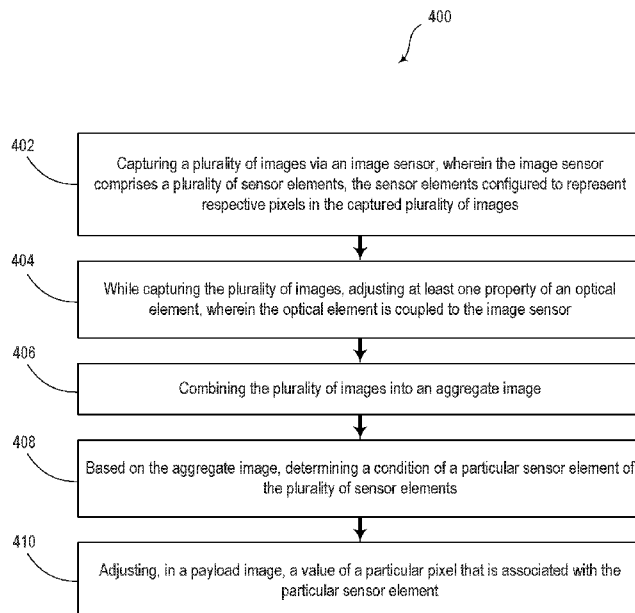 400
402
Capturing a plurality of images via an image sensor, wherein the image sensor
comprises a plurality of sensor elements, the sensor elements configured to represent
respective pixels in the captured plurality of images
404
While capturing the plurality of images, adjusting at least one property of an optical
element, wherein the optical element is coupled to the image sensor
406
Combining the plurality of images into an aggregate image
408
Based on the aggregate image, determining a condition of a particular sensor element of
the plurality of sensor elements
410
Adjusting, in a payload image, a value of a particular pixel that is associated with the
particular sensor element